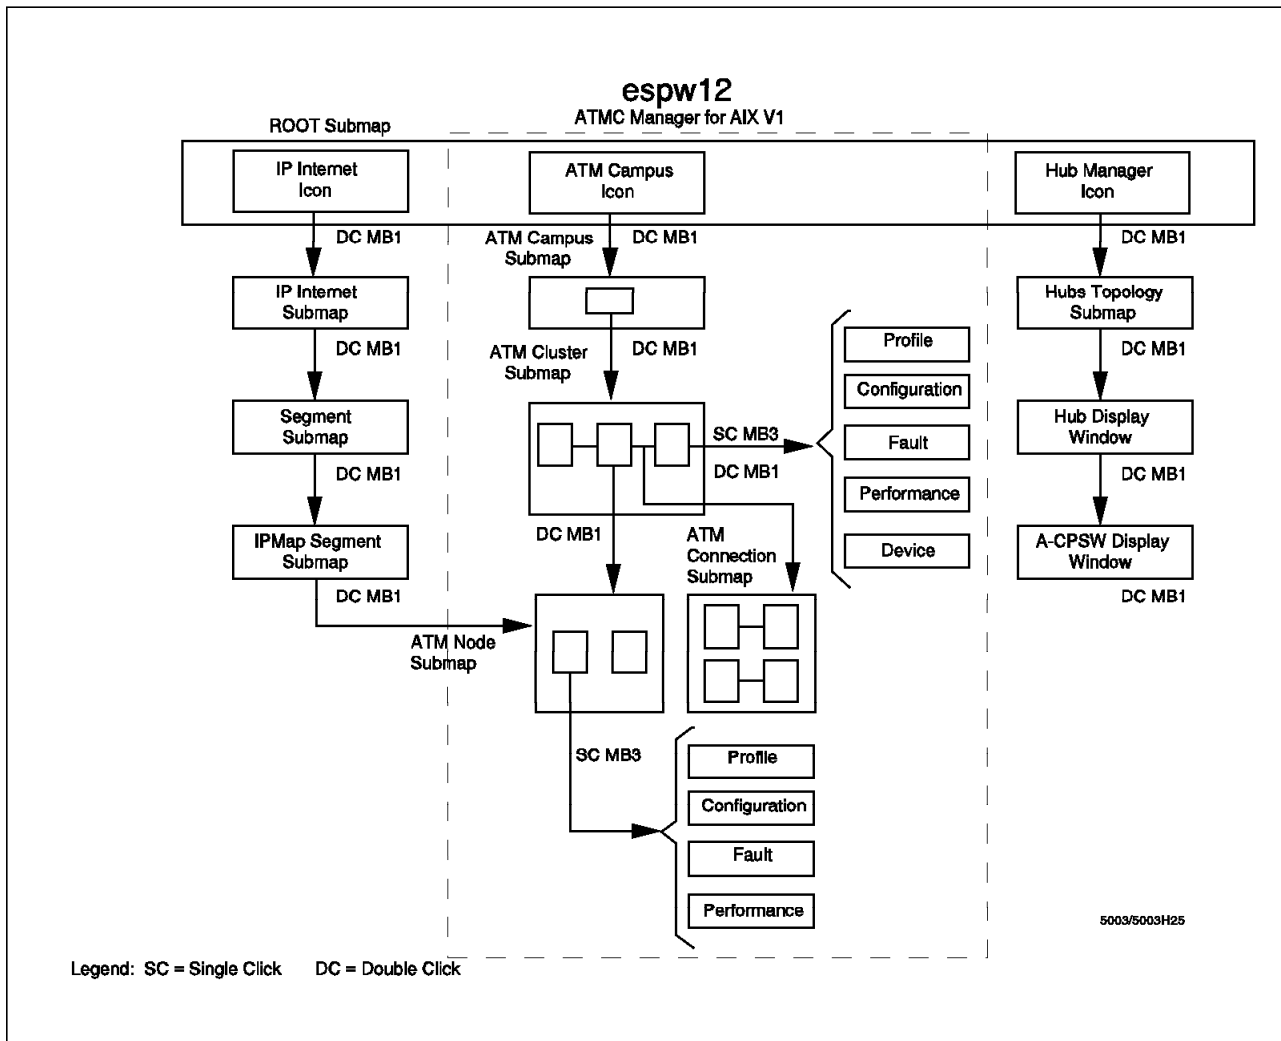 espw12
ATMC Manager for AIX V1
ROOT Submap
IP Internet
Icon
ATM Campus
Icon
Hub Manager
Icon
DC MB1
ATM Campus
Submap
DC MB1
DC MB1
IP Internet
Submap
Hubs Topology
Submap
DC MB1
ATM Cluster
Submap
DC MB1
DC MB1
Profile
Configuration
Fault
Performance
Device
Segment
Submap
SC MB3
DC MB1
Hub Display
Window
DC MB1
DC MB1
IPMap Segment
Submap
DC MB1
ATM
Connection
Submap
A-CPSW Display
Window
DC MB1
DC MB1
ATM Node
Submap
SC MB3
Profile
Configuration
Fault
Performance
5003/5003H25
Legend: SC = Single Click DC = Double Click